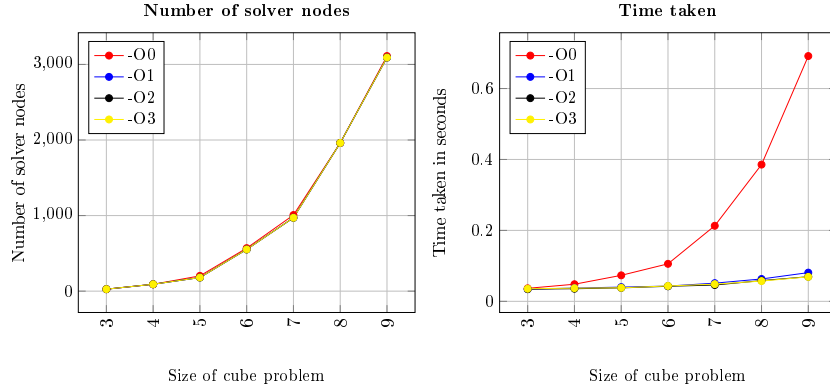 Number of solver nodes
Number of solver nodes
3,000
2,000
1,000
0
-O0
-O1
-O2
-O3
3 4 5 6 7 8 9
Size of cube problem
Time taken
Time taken in seconds
0.6
0.4
0.2
0
-O0
-O1
-O2
-O3
3 4 5 6 7 8 9
Size of cube problem